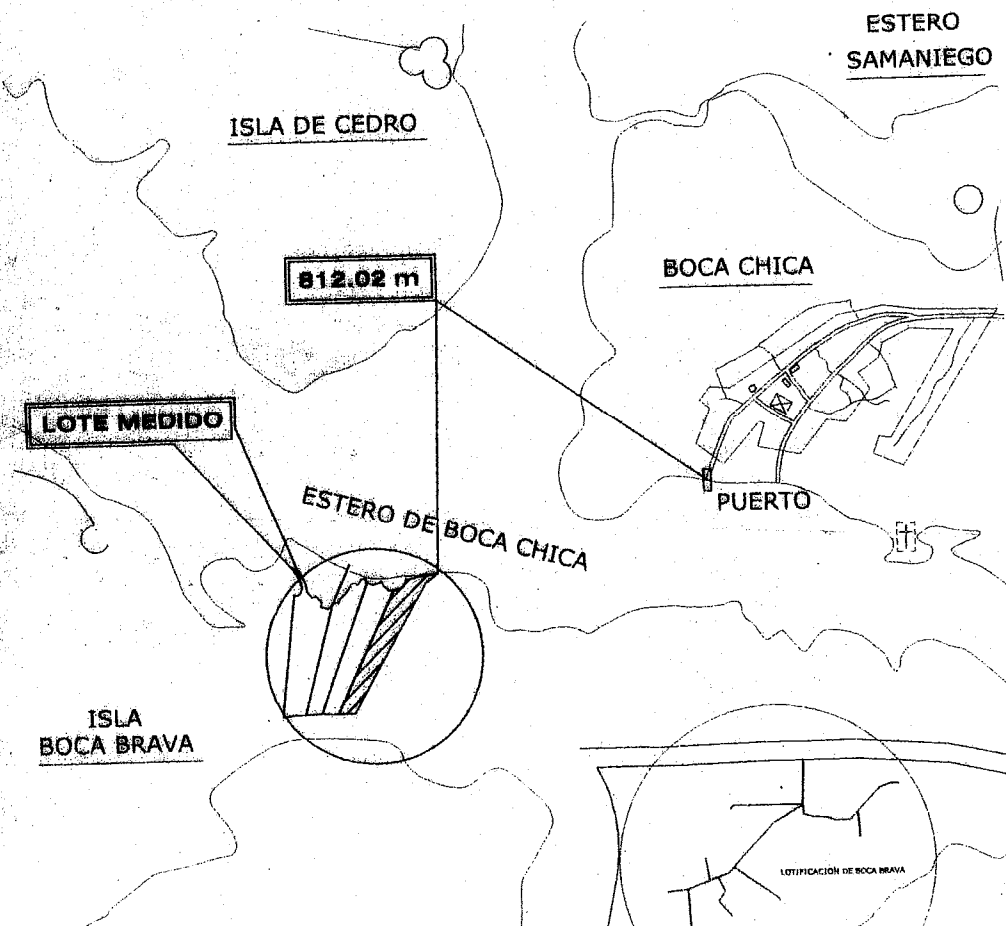 ESTERO
SAMANIEGO
ISLA DE CEDRO
812.02 m
BOCA CHICA
LOTE MEDIDO
ESTERO DE BOCA CHICA
PUERTO
ISLA
BOCA BRAVA
LOTIFICACION DE BOCA BRAVA